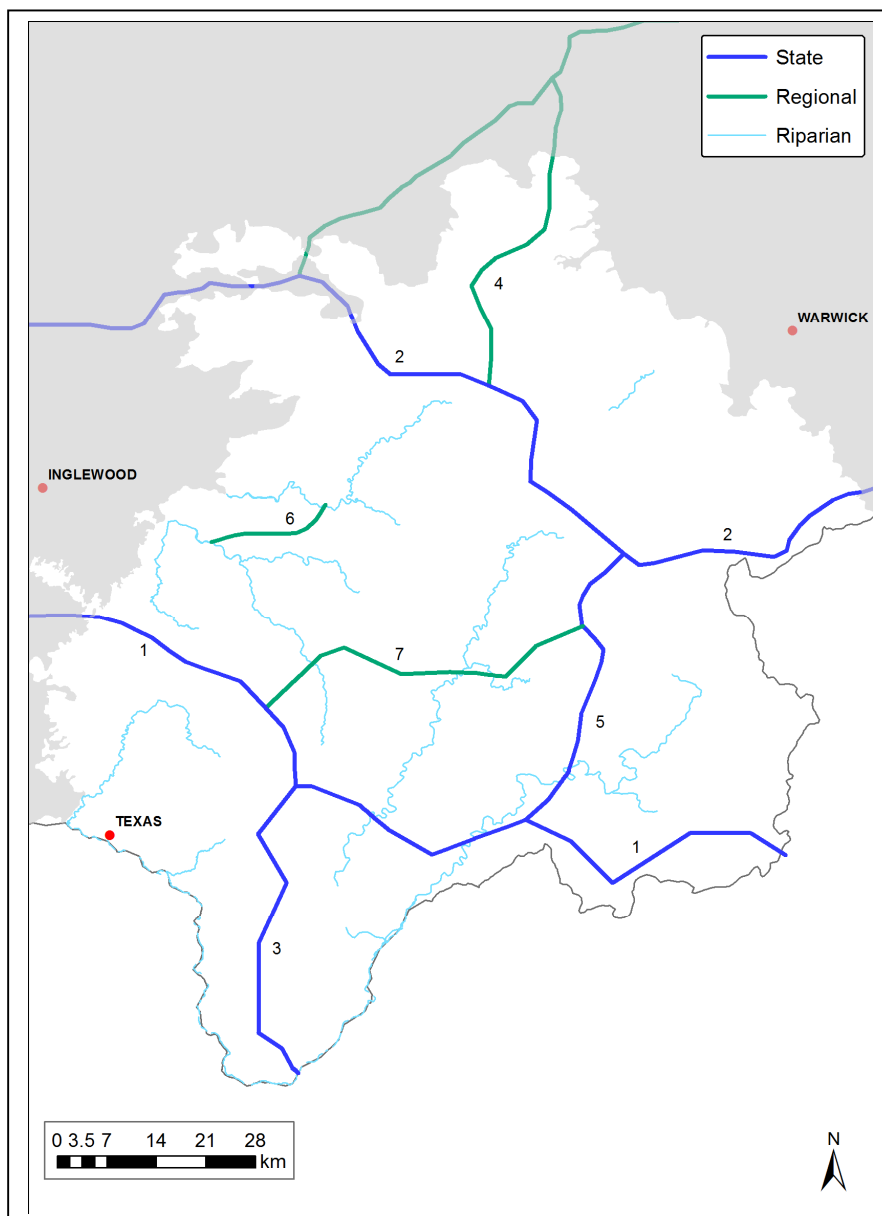 State
Regional
Riparian
4
WARWICK
2
INGLEWOOD
6
2
1
7
5
TEXAS
1
3
0 3.5 7 14 21 28
km
N